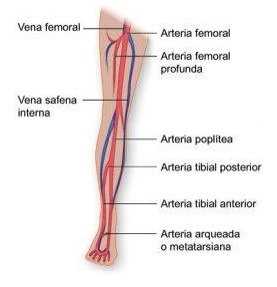 Vena femoral
Arteria femoral
Arteria femoral
profunda
Vena safena
interna
Arteria poplítea
Arteria tibial posterior
Arteria tibial anterior
Arteria arqueada
o metatarsiana